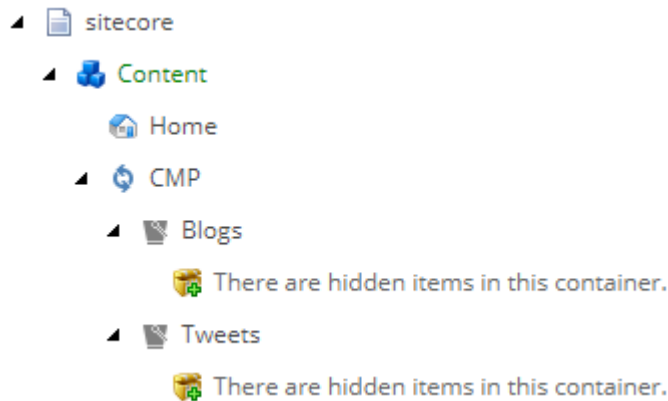 sitecore
Content
Home
CMP
Blogs
There are hidden items in this container.
Tweets
There are hidden items in this container.